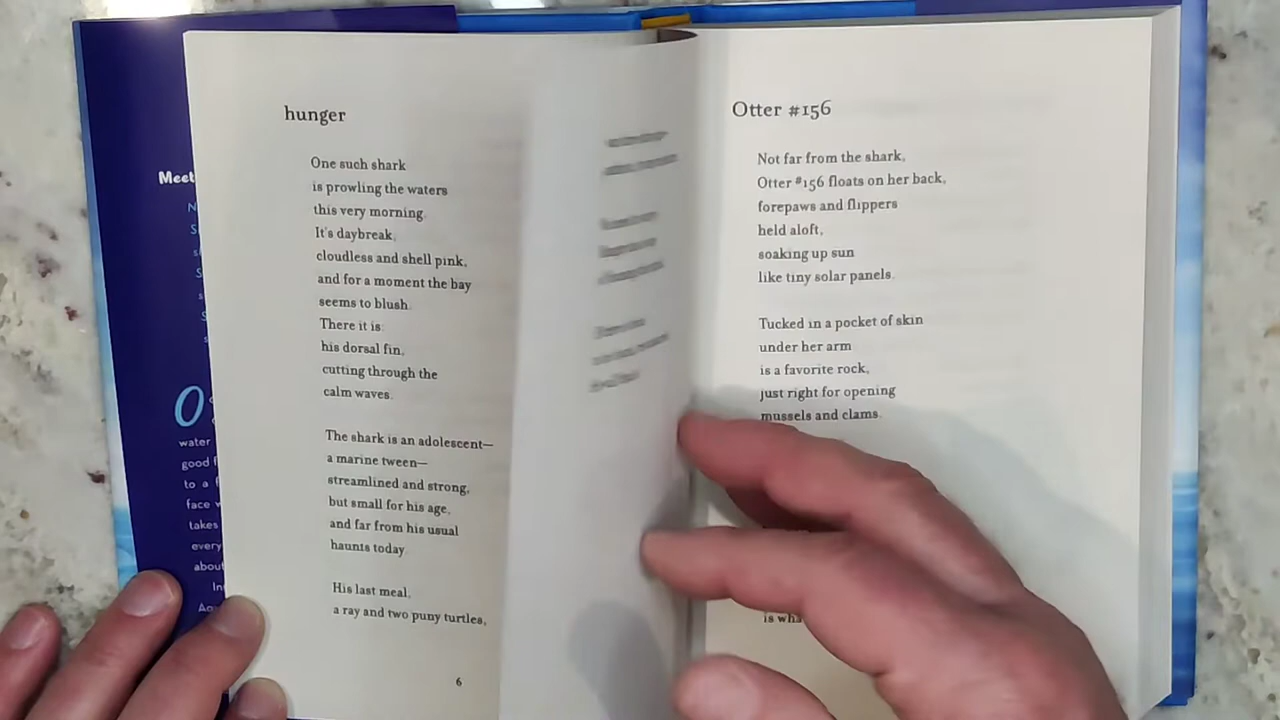 Meet
O
water
good f
to a f
face w
takes
every
about
In
hunger
One such shark
is prowling the waters
this very morning.
It's daybreak,
cloudless and shell pink,
and for a moment the bay
seems to blush.
There it is:
his dorsal fin,
cutting through the
calm waves.
The shark is an adolescent—
a marine tween—
streamlined and strong,
but small for his age,
and far from his usual
haunts today.
His last meal,
a ray and two puny turtles,
6
Otter #156
Not far from the shark,
Otter #156 floats on her back,
forepaws and flippers
held aloft,
soaking up sun
like tiny solar panels.
Tucked in a pocket of skin
under her arm
is a favorite rock,
just right for opening
mussels and clams.
is wha